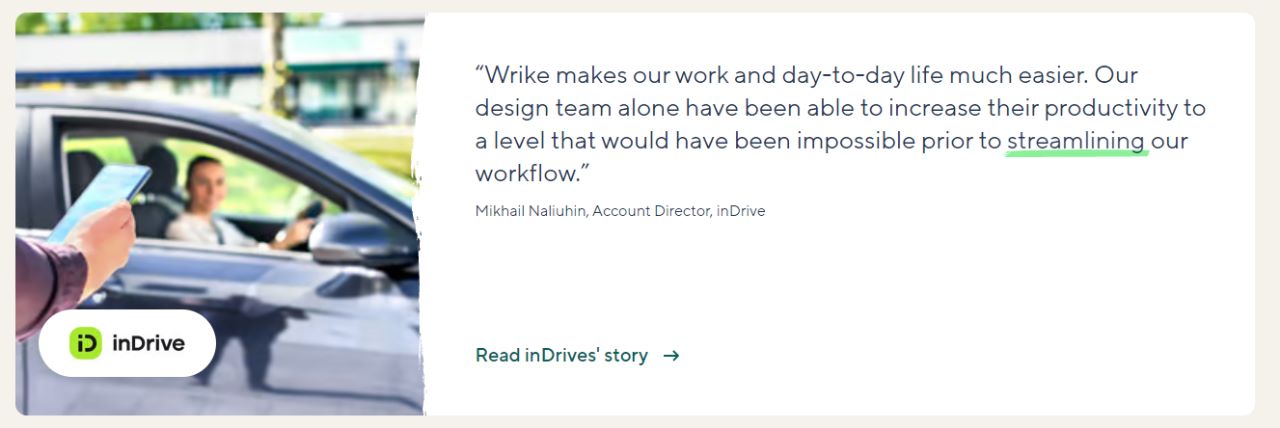 “Wrike makes our work and day-to-day life much easier. Our
design team alone have been able to increase their productivity to
a level that would have been impossible prior to streamlining our
workflow.”
Mikhail Naliuhin, Account Director, inDrive
Read inDrives' story →
iD inDrive